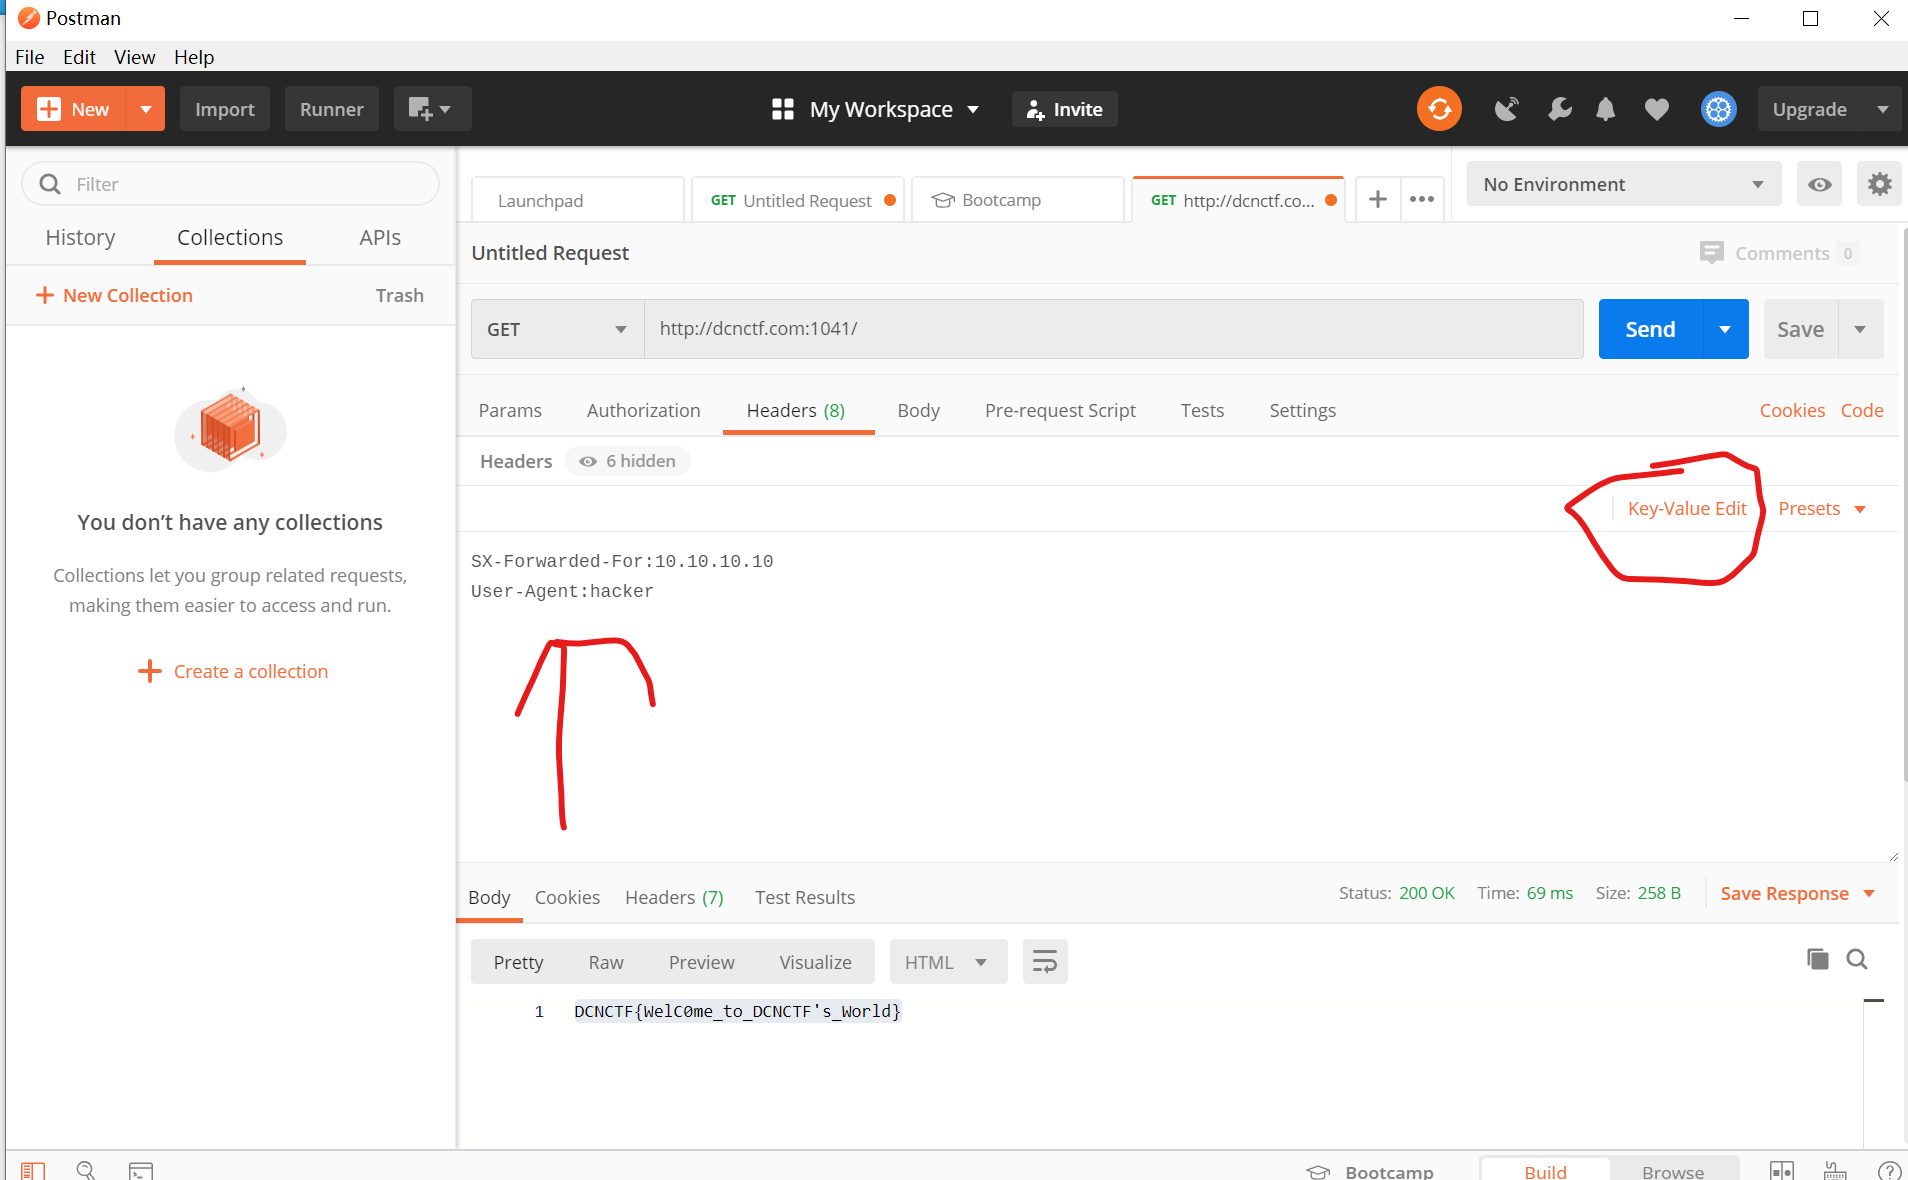 Postman
File Edit View Help
New Import Runner My Workspace Invite Upgrade
Filter
History Collections APIs
New Collection Trash
You don’t have any collections
Collections let you group related requests,
making them easier to access and run.
Create a collection
Launchpad GET Untitled Request Bootcamp GET http://dcnctf.co... No Environment
Untitled Request Comments 0
GET http://dcnctf.com:1041/ Send Save
Params Authorization Headers (8) Body Pre-request Script Tests Settings Cookies Code
Headers 6 hidden
Key-Value Edit Presets
SX-Forwarded-For:10.10.10.10
User-Agent:hacker
Body Cookies Headers (7) Test Results Status: 200 OK Time: 69 ms Size: 258 B Save Response
Pretty Raw Preview Visualize HTML
1 DCNCTF{WelC0me_to_DCNCTF's_World}
Bootcamp Build Browse